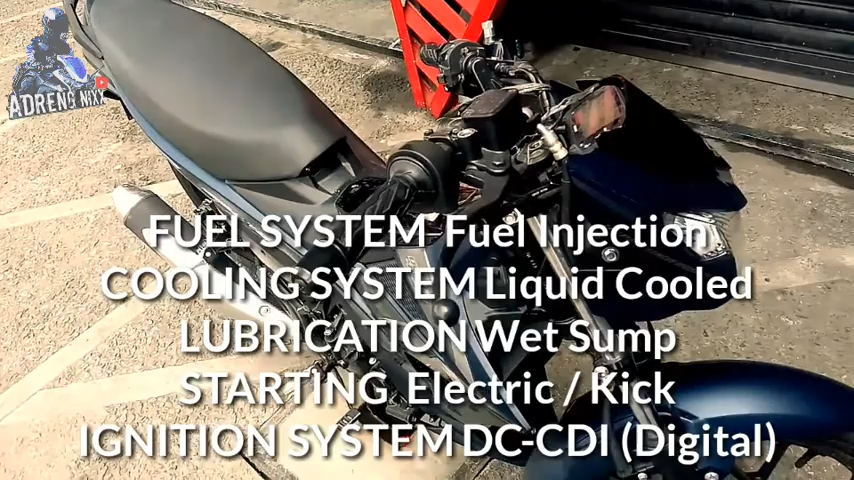 ADRENG NIXX
FUEL SYSTEM Fuel Injection
COOLING SYSTEM Liquid Cooled
LUBRICATION Wet Sump
STARTING Electric / Kick
IGNITION SYSTEM DC-CDI (Digital)